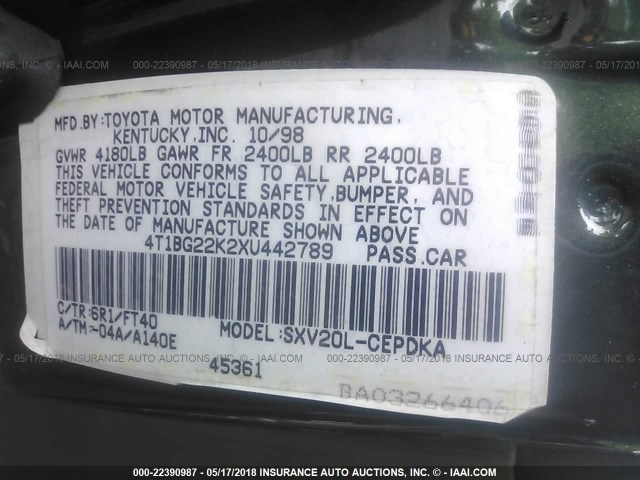 000-22390987 - 05/17/2018 INSURANCE AUTO AUCTIONS, INC. - © - IAAI.COM
MFD.BY:TOYOTA MOTOR MANUFACTURING,
KENTUCKY,INC. 10/98
GVWR 4180LB GAWR FR 2400LB RR 2400LB
THIS VEHICLE CONFORMS TO ALL APPLICABLE
FEDERAL MOTOR VEHICLE SAFETY,BUMPER, AND
THEFT PREVENTION STANDARDS IN EFFECT ON
THE DATE OF MANUFACTURE SHOWN ABOVE
4T1BG22K2XU442789 PASS.CAR
C/TR:6R1/FT40
A/TM:-04A/A140E
MODEL:SXV20L-CEPDKA
45361
BA03266406
000-22390987 - 05/17/2018 INSURANCE AUTO AUCTIONS, INC. - © - IAAI.COM